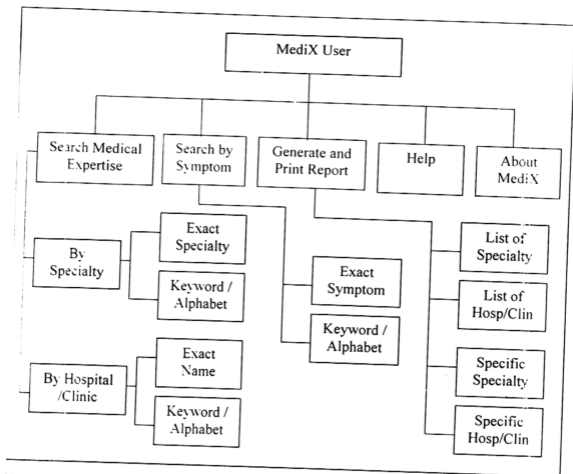 MediX User
Search Medical
Expertise
Search by
Symptom
Generate and
Print Report
Help
About
MediX
By
Specialty
Exact
Specialty
Keyword /
Alphabet
By Hospital
/Clinic
Exact
Name
Keyword /
Alphabet
Exact
Symptom
Keyword /
Alphabet
List of
Specialty
List of
Hosp/Clin
Specific
Specialty
Specific
Hosp/Clin